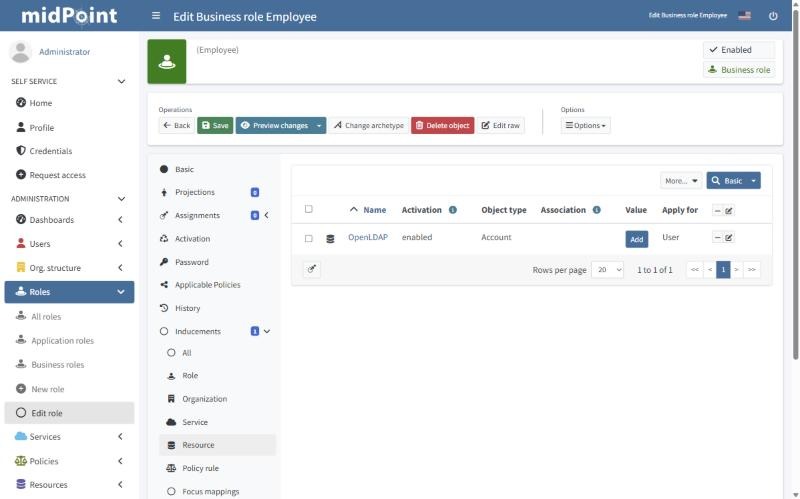 midPoint
Edit Business role Employee
Edit Business role Employee
Administrator
SELF SERVICE
Home
Profile
Credentials
Request access
ADMINISTRATION
Dashboards
Users
Org. structure
Roles
All roles
Application roles
Business roles
New role
Edit role
Services
Policies
Resources
(Employee)
Enabled
Business role
Operations
Back
Save
Preview changes
Change archetype
Delete object
Edit raw
Options
Options
Basic
Projections 0
Assignments 0
Activation
Password
Applicable Policies
History
Inducements 1
All
Role
Organization
Service
Resource
Policy rule
Focus mappings
More...
Basic
Name Activation Object type Association Value Apply for
OpenLDAP enabled Account Add User
Rows per page 20 1 to 1 of 1 << < 1 > >>